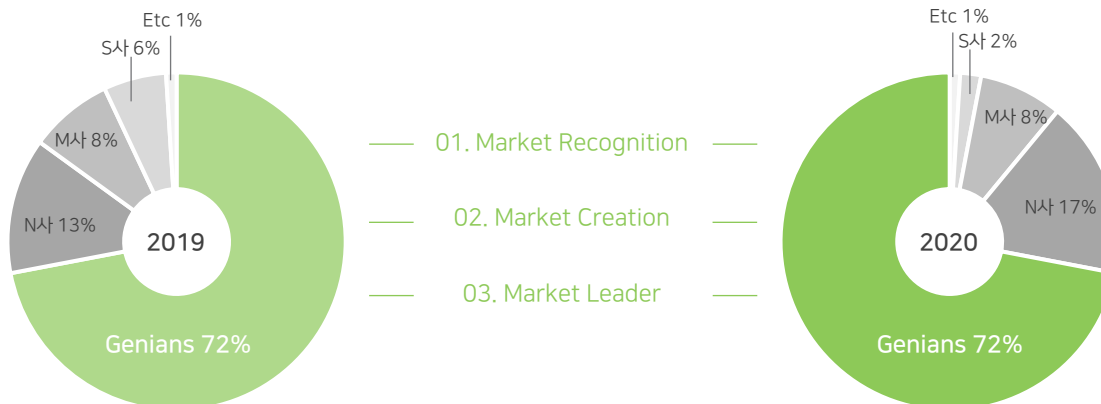 Etc 1%
S사 6%
M사 8%
N사 13%
2019
Genians 72%
01. Market Recognition
02. Market Creation
03. Market Leader
Etc 1%
S사 2%
M사 8%
N사 17%
2020
Genians 72%